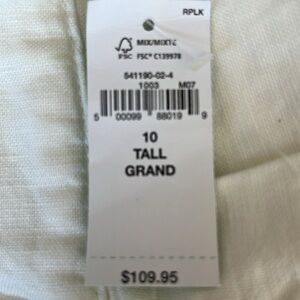 RPLK
MIX/MIXTE
FSC FSC® C139978
541190-02-4
1003 M07
5 00099 88019 9
10
TALL
GRAND
$109.95